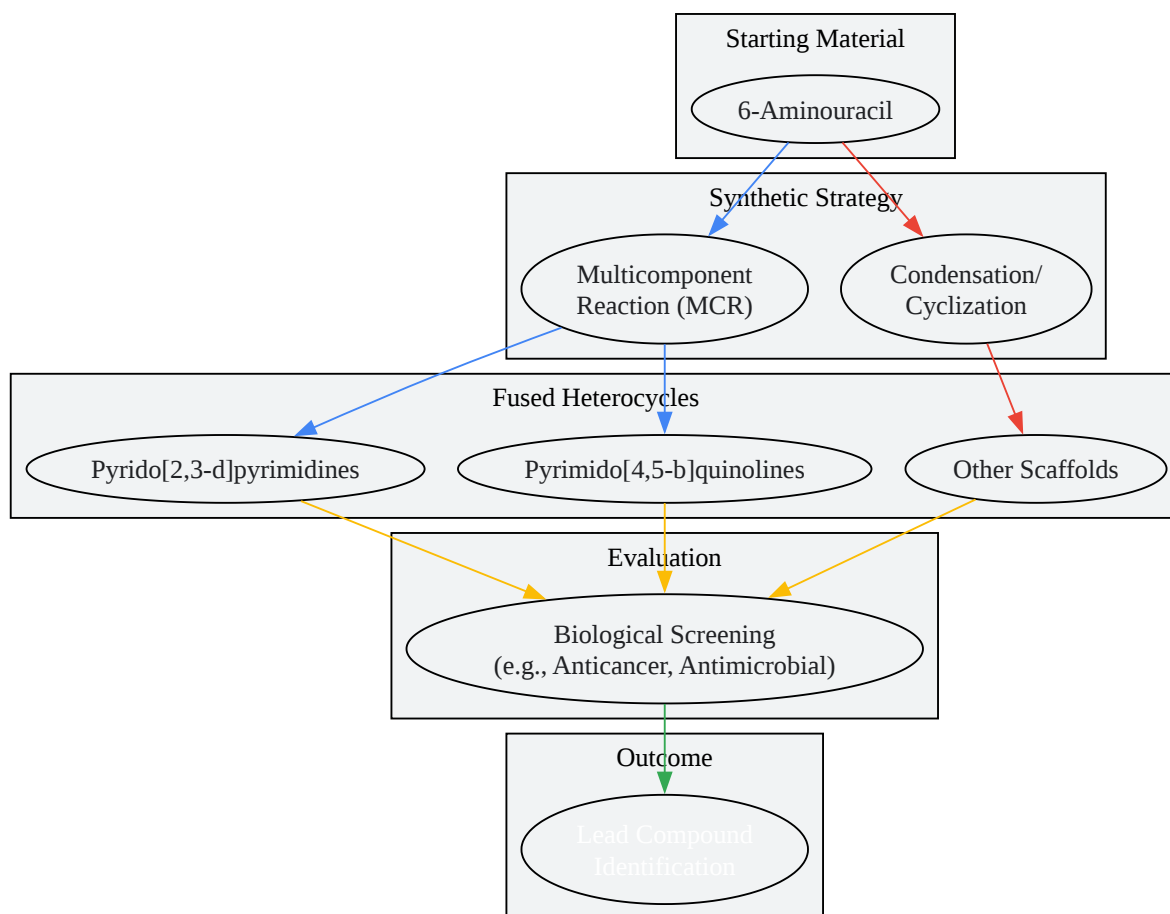 Starting Material
6-Aminouracil
Synthetic Strategy
Multicomponent
Reaction (MCR)
Condensation/
Cyclization
Fused Heterocycles
Pyrido[2,3-d]pyrimidines
Pyrimido[4,5-b]quinolines
Other Scaffolds
Evaluation
Biological Screening
(e.g., Anticancer, Antimicrobial)
Outcome
Lead Compound
Identification